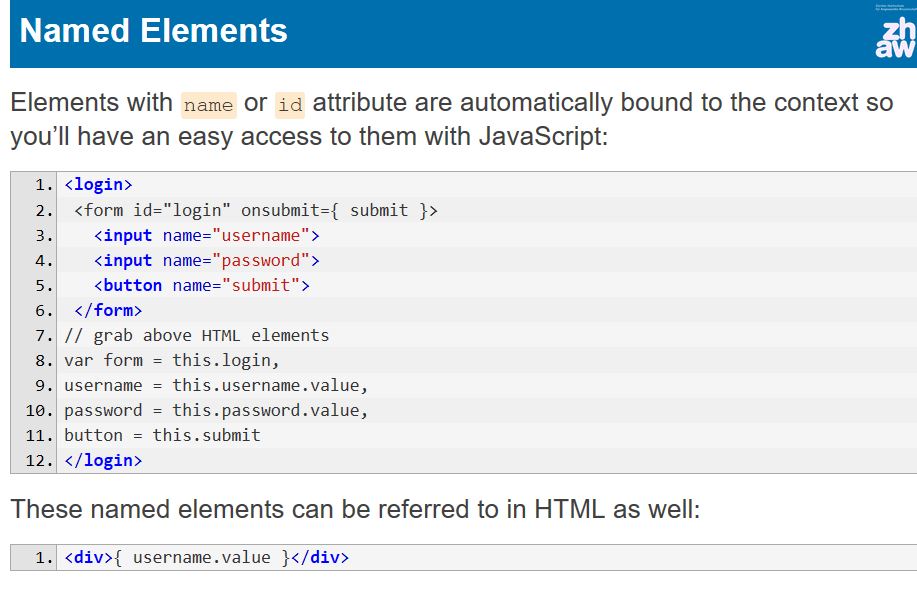 Named Elements
zh
aw
Elements with name or id attribute are automatically bound to the context so
you'll have an easy access to them with JavaScript:
1. <login>
2. <form id="login" onsubmit={ submit }>
3. <input name="username">
4. <input name="password">
5. <button name="submit">
6. </form>
7. // grab above HTML elements
8. var form = this.login,
9. username = this.username.value,
10. password = this.password.value,
11. button = this.submit
12. </login>
These named elements can be referred to in HTML as well:
1. <div>{ username.value }</div>